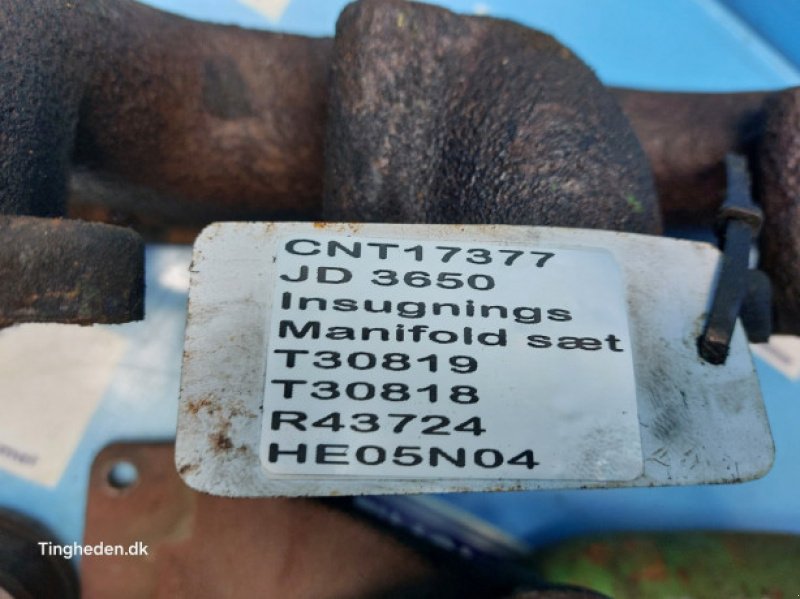 CNT17377
JD 3650
Insugnings
Manifold sæt
T30819
T30818
R43724
HE05N04
Tingheden.dk